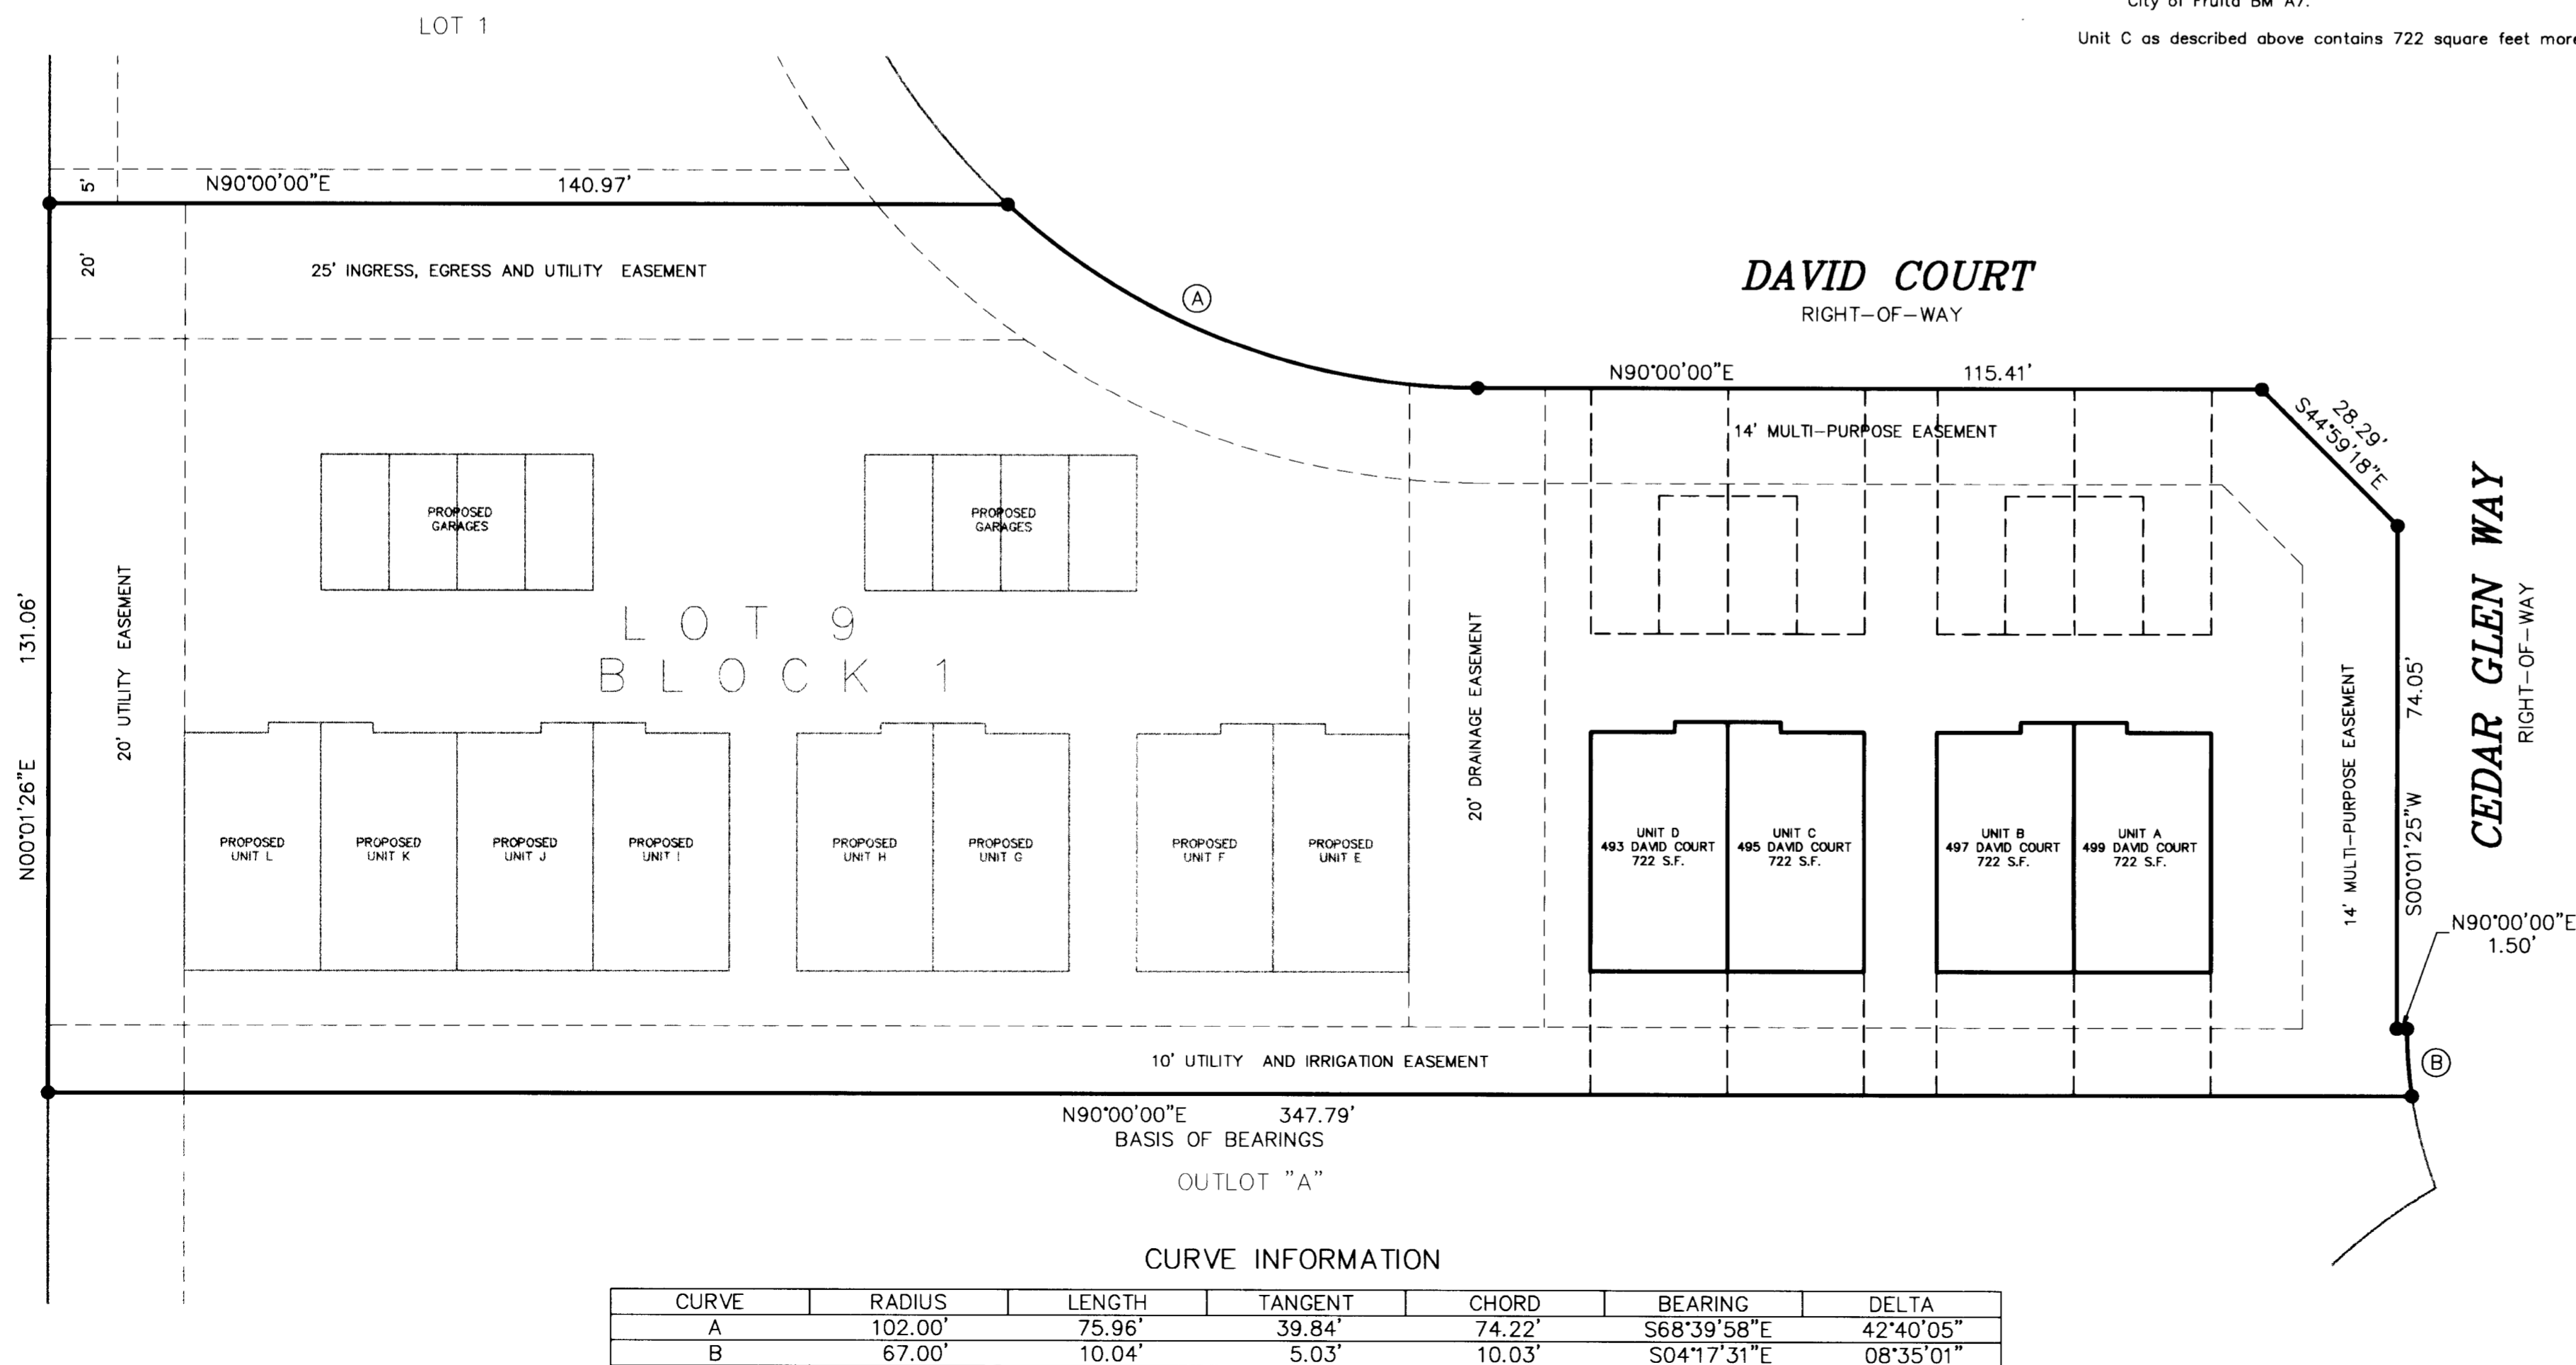 City of Fruita BM A7.
Unit C as described above contains 722 square feet more
LOT 1
5'
N90°00'00"E 140.97'
20'
25' INGRESS, EGRESS AND UTILITY EASEMENT
A
DAVID COURT
RIGHT-OF-WAY
N90°00'00"E 115.41'
14' MULTI-PURPOSE EASEMENT
28.29'
S44°59'18"E
PROPOSED
GARAGES
PROPOSED
GARAGES
LOT 9
BLOCK 1
N00°01'26"E 131.06'
20' UTILITY EASEMENT
20' DRAINAGE EASEMENT
14' MULTI-PURPOSE EASEMENT
S00°01'25"W 74.05'
CEDAR GLEN WAY
RIGHT-OF-WAY
PROPOSED
UNIT L
PROPOSED
UNIT K
PROPOSED
UNIT J
PROPOSED
UNIT I
PROPOSED
UNIT H
PROPOSED
UNIT G
PROPOSED
UNIT F
PROPOSED
UNIT E
UNIT D
493 DAVID COURT
722 S.F.
UNIT C
495 DAVID COURT
722 S.F.
UNIT B
497 DAVID COURT
722 S.F.
UNIT A
499 DAVID COURT
722 S.F.
N90°00'00"E
1.50'
B
10' UTILITY AND IRRIGATION EASEMENT
N90°00'00"E 347.79'
BASIS OF BEARINGS
OUTLOT "A"
CURVE INFORMATION
CURVE RADIUS LENGTH TANGENT CHORD BEARING DELTA
A 102.00' 75.96' 39.84' 74.22' S68°39'58"E 42°40'05"
B 67.00' 10.04' 5.03' 10.03' S04°17'31"E 08°35'01"